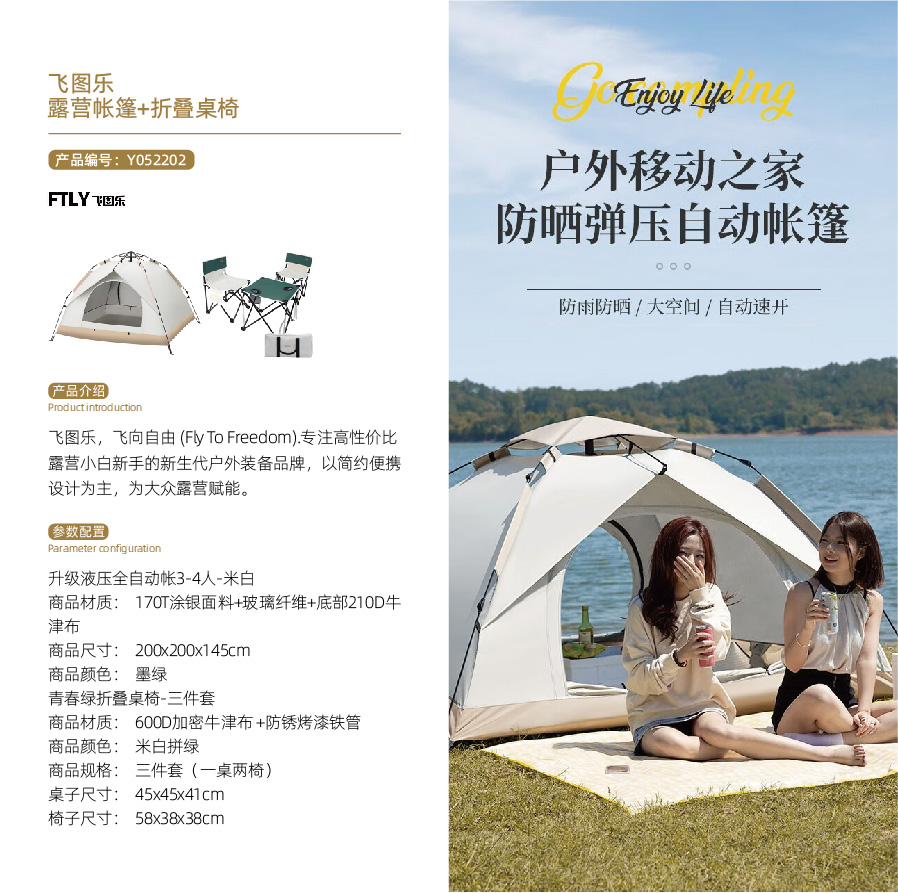 飞图乐
露营帐篷+折叠桌椅
产品编号：Y052202
FTLY 飞图乐
产品介绍
Product introduction
飞图乐，飞向自由 (Fly To Freedom).专注高性价比
露营小白新手的新生代户外装备品牌，以简约便携
设计为主，为大众露营赋能。
参数配置
Parameter configuration
升级液压全自动帐3-4人-米白
商品材质： 170T涂银面料+玻璃纤维+底部210D牛
津布
商品尺寸： 200x200x145cm
商品颜色： 墨绿
青春绿折叠桌椅-三件套
商品材质： 600D加密牛津布+防锈烤漆铁管
商品颜色： 米白拼绿
商品规格： 三件套（一桌两椅）
桌子尺寸： 45x45x41cm
椅子尺寸： 58x38x38cm
Go campling
Enjoy Life
户外移动之家
防晒弹压自动帐篷
防雨防晒 / 大空间 / 自动速开